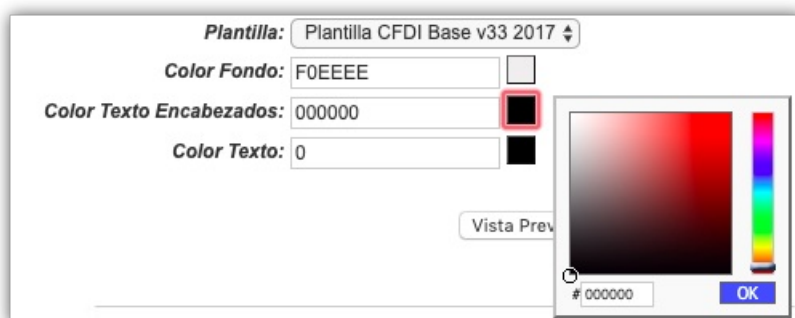 Plantilla: Plantilla CFDI Base v33 2017
Color Fondo: F0EEEE
Color Texto Encabezados: 000000
Color Texto: 0
Vista Prev
# 000000 OK